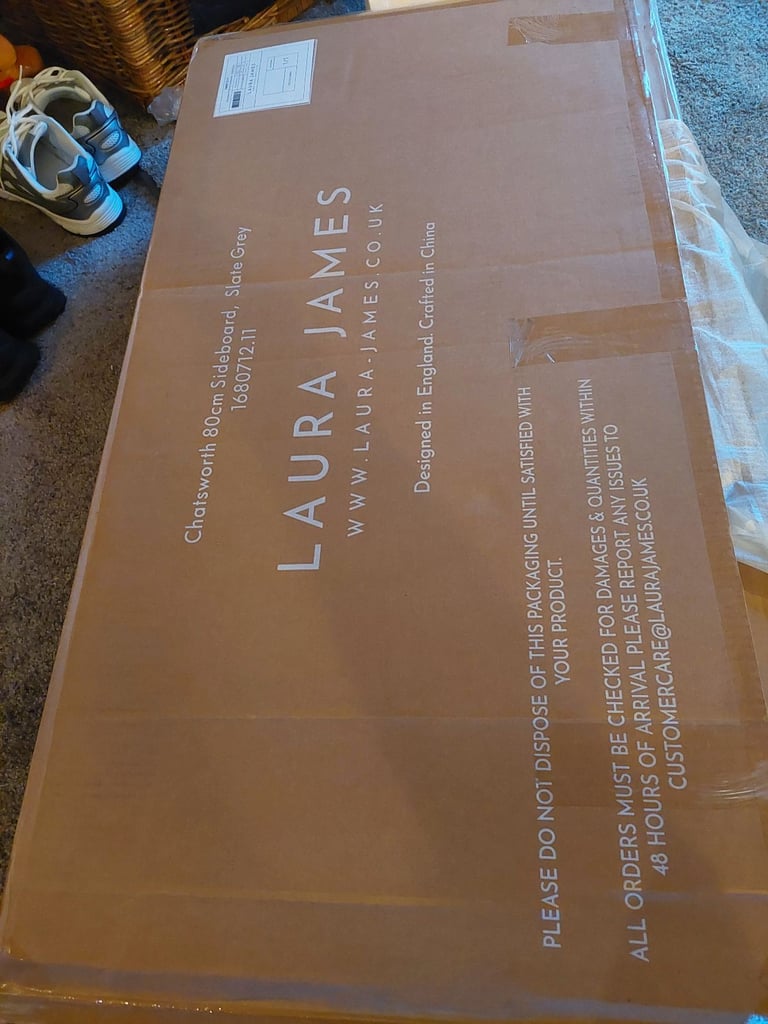 Chatsworth 80cm Sideboard, Slate Grey
1680712.11
LAURA JAMES
WWW.LAURA.JAMES.CO.UK
Designed in England. Crafted in China
PLEASE DO NOT DISPOSE OF THIS PACKAGING UNTIL SATISFIED WITH
YOUR PRODUCT.
ALL ORDERS MUST BE CHECKED FOR DAMAGES & QUANTITIES WITHIN
48 HOURS OF ARRIVAL PLEASE REPORT ANY ISSUES TO
CUSTOMERCARE@LAURAJAMES.CO.UK
LAURA JAMES